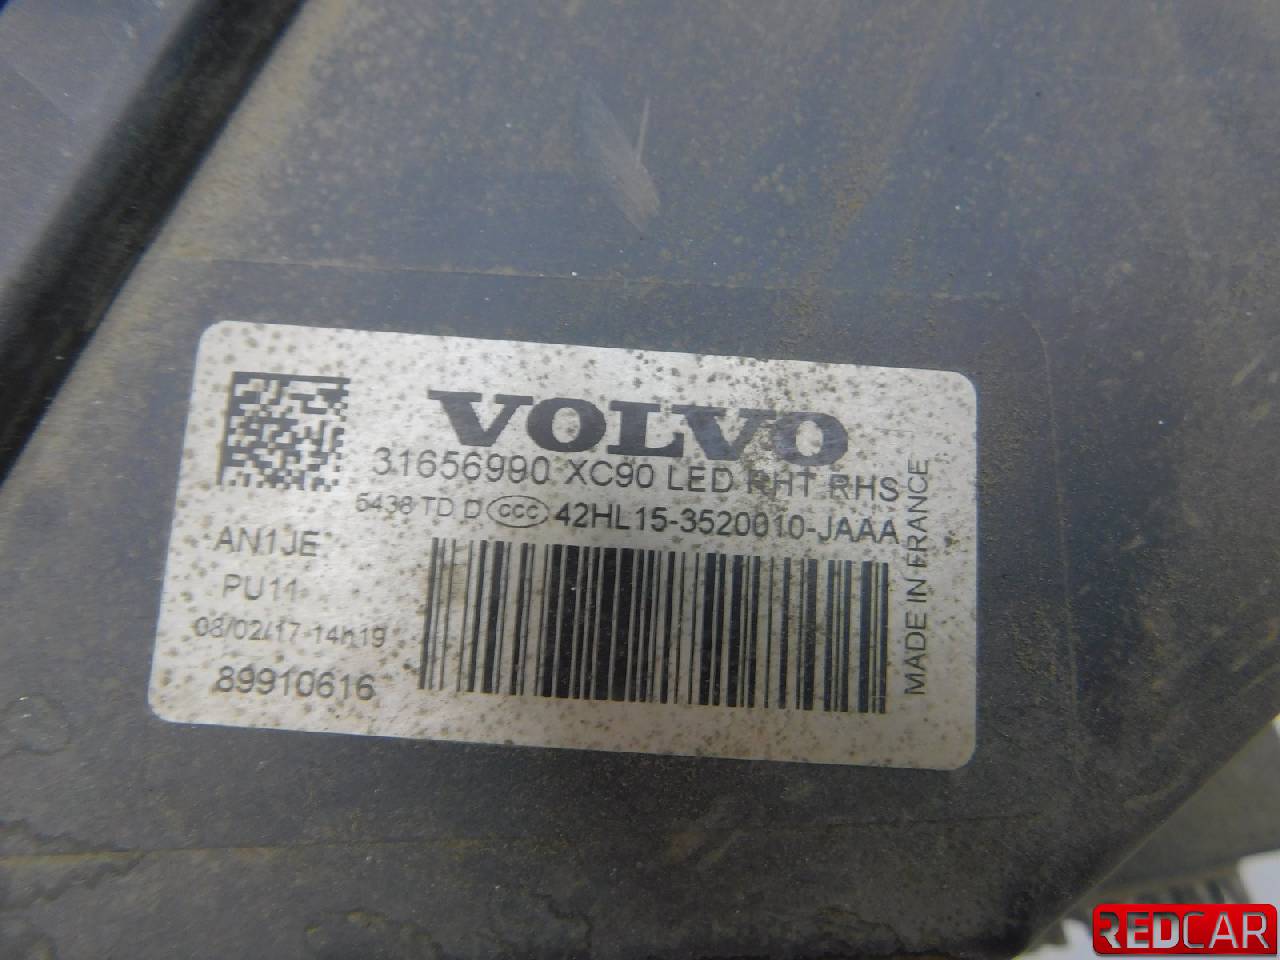 VOLVO
31656990 XC90 LED RHT RHS
5438 TD D CCC 42HL15-3520010-JAAA
AN1JE
PU11
08/02/17-14h19
89910616
MADE IN FRANCE
REDCAR